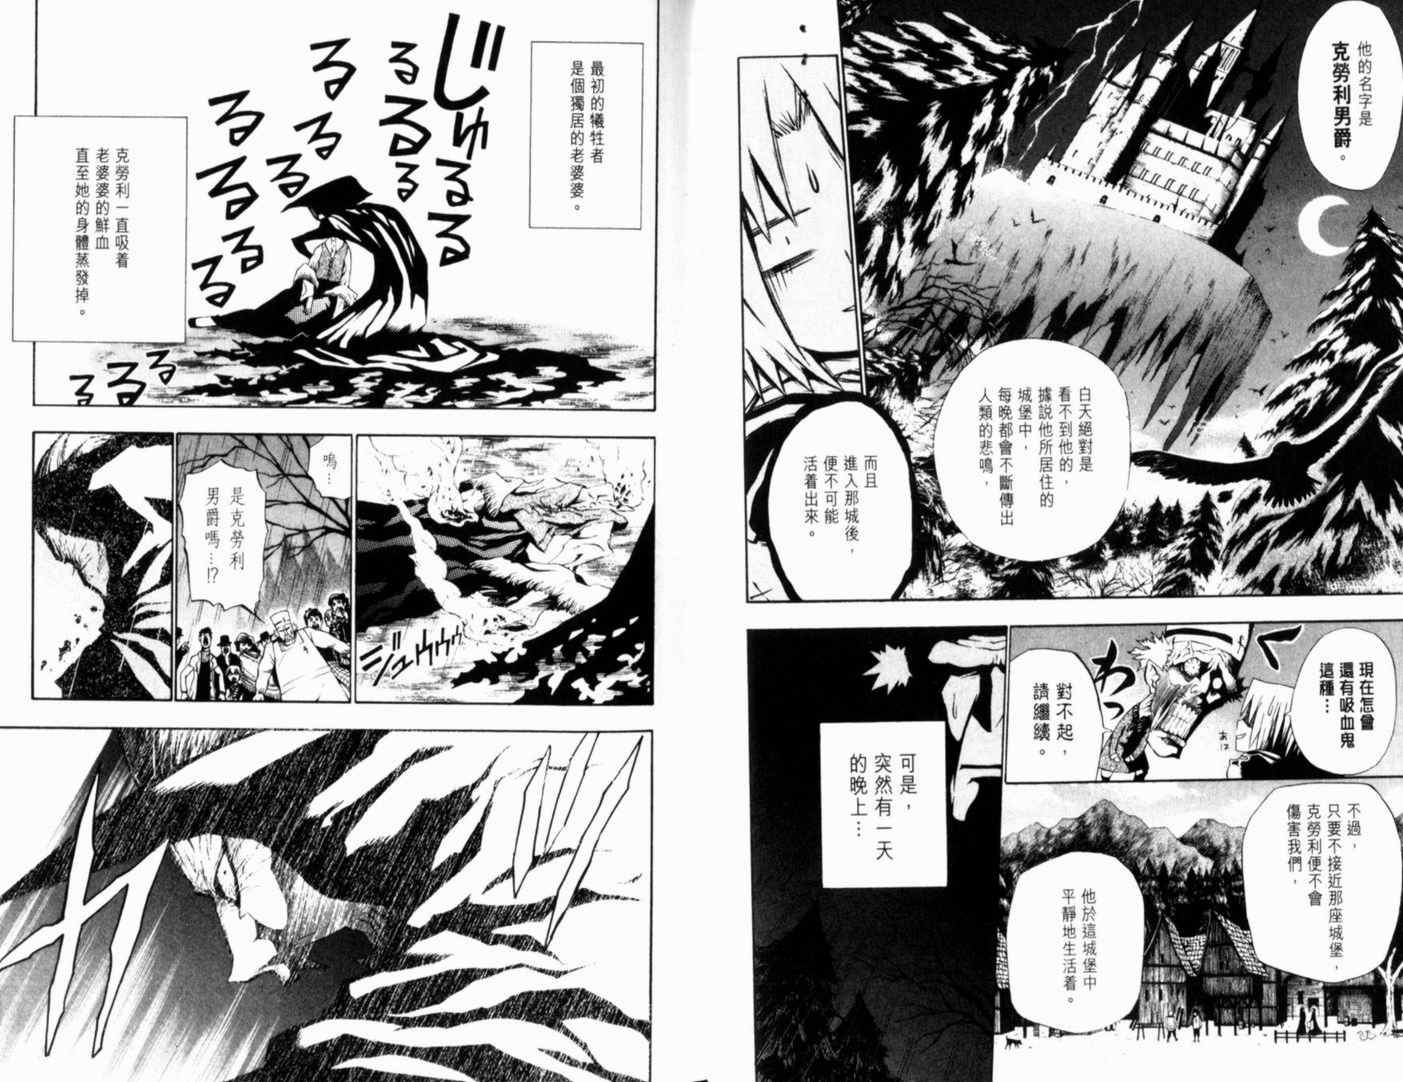 他的名字是
克勞利男爵。
白天絕對是
看不到他的，
據說他所居住的
城堡中，
每晚都會不斷傳出
人類的悲鳴，
而且
進入那城後，
便不可能
活着出來。
現在怎會
還有吸血鬼
這種…
わっ
く
あは
對不起，
請繼續。
不過，
只要不接近那座城堡，
克勞利便不會
傷害我們，
他於這城堡中
平靜地生活着。
可是，
突然有一天
的晚上…
最初的犧牲者
是個獨居的老婆婆。
じゅるる
るるる
るるる
るるるる
るるる
克勞利一直吸着
老婆婆的鮮血
直至她的身體蒸發掉。
ジュゥゥゥ
嗚…
是克勞利
男爵嗎…!?
ガ